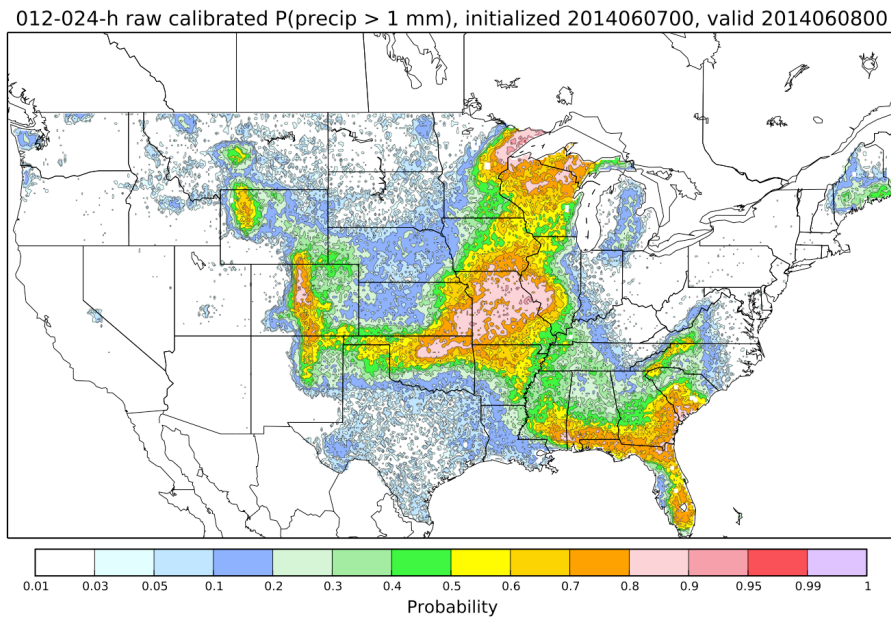 012-024-h raw calibrated P(precip > 1 mm), initialized 2014060700, valid 2014060800
0.01 0.03 0.05 0.1 0.2 0.3 0.4 0.5 0.6 0.7 0.8 0.9 0.95 0.99 1
Probability